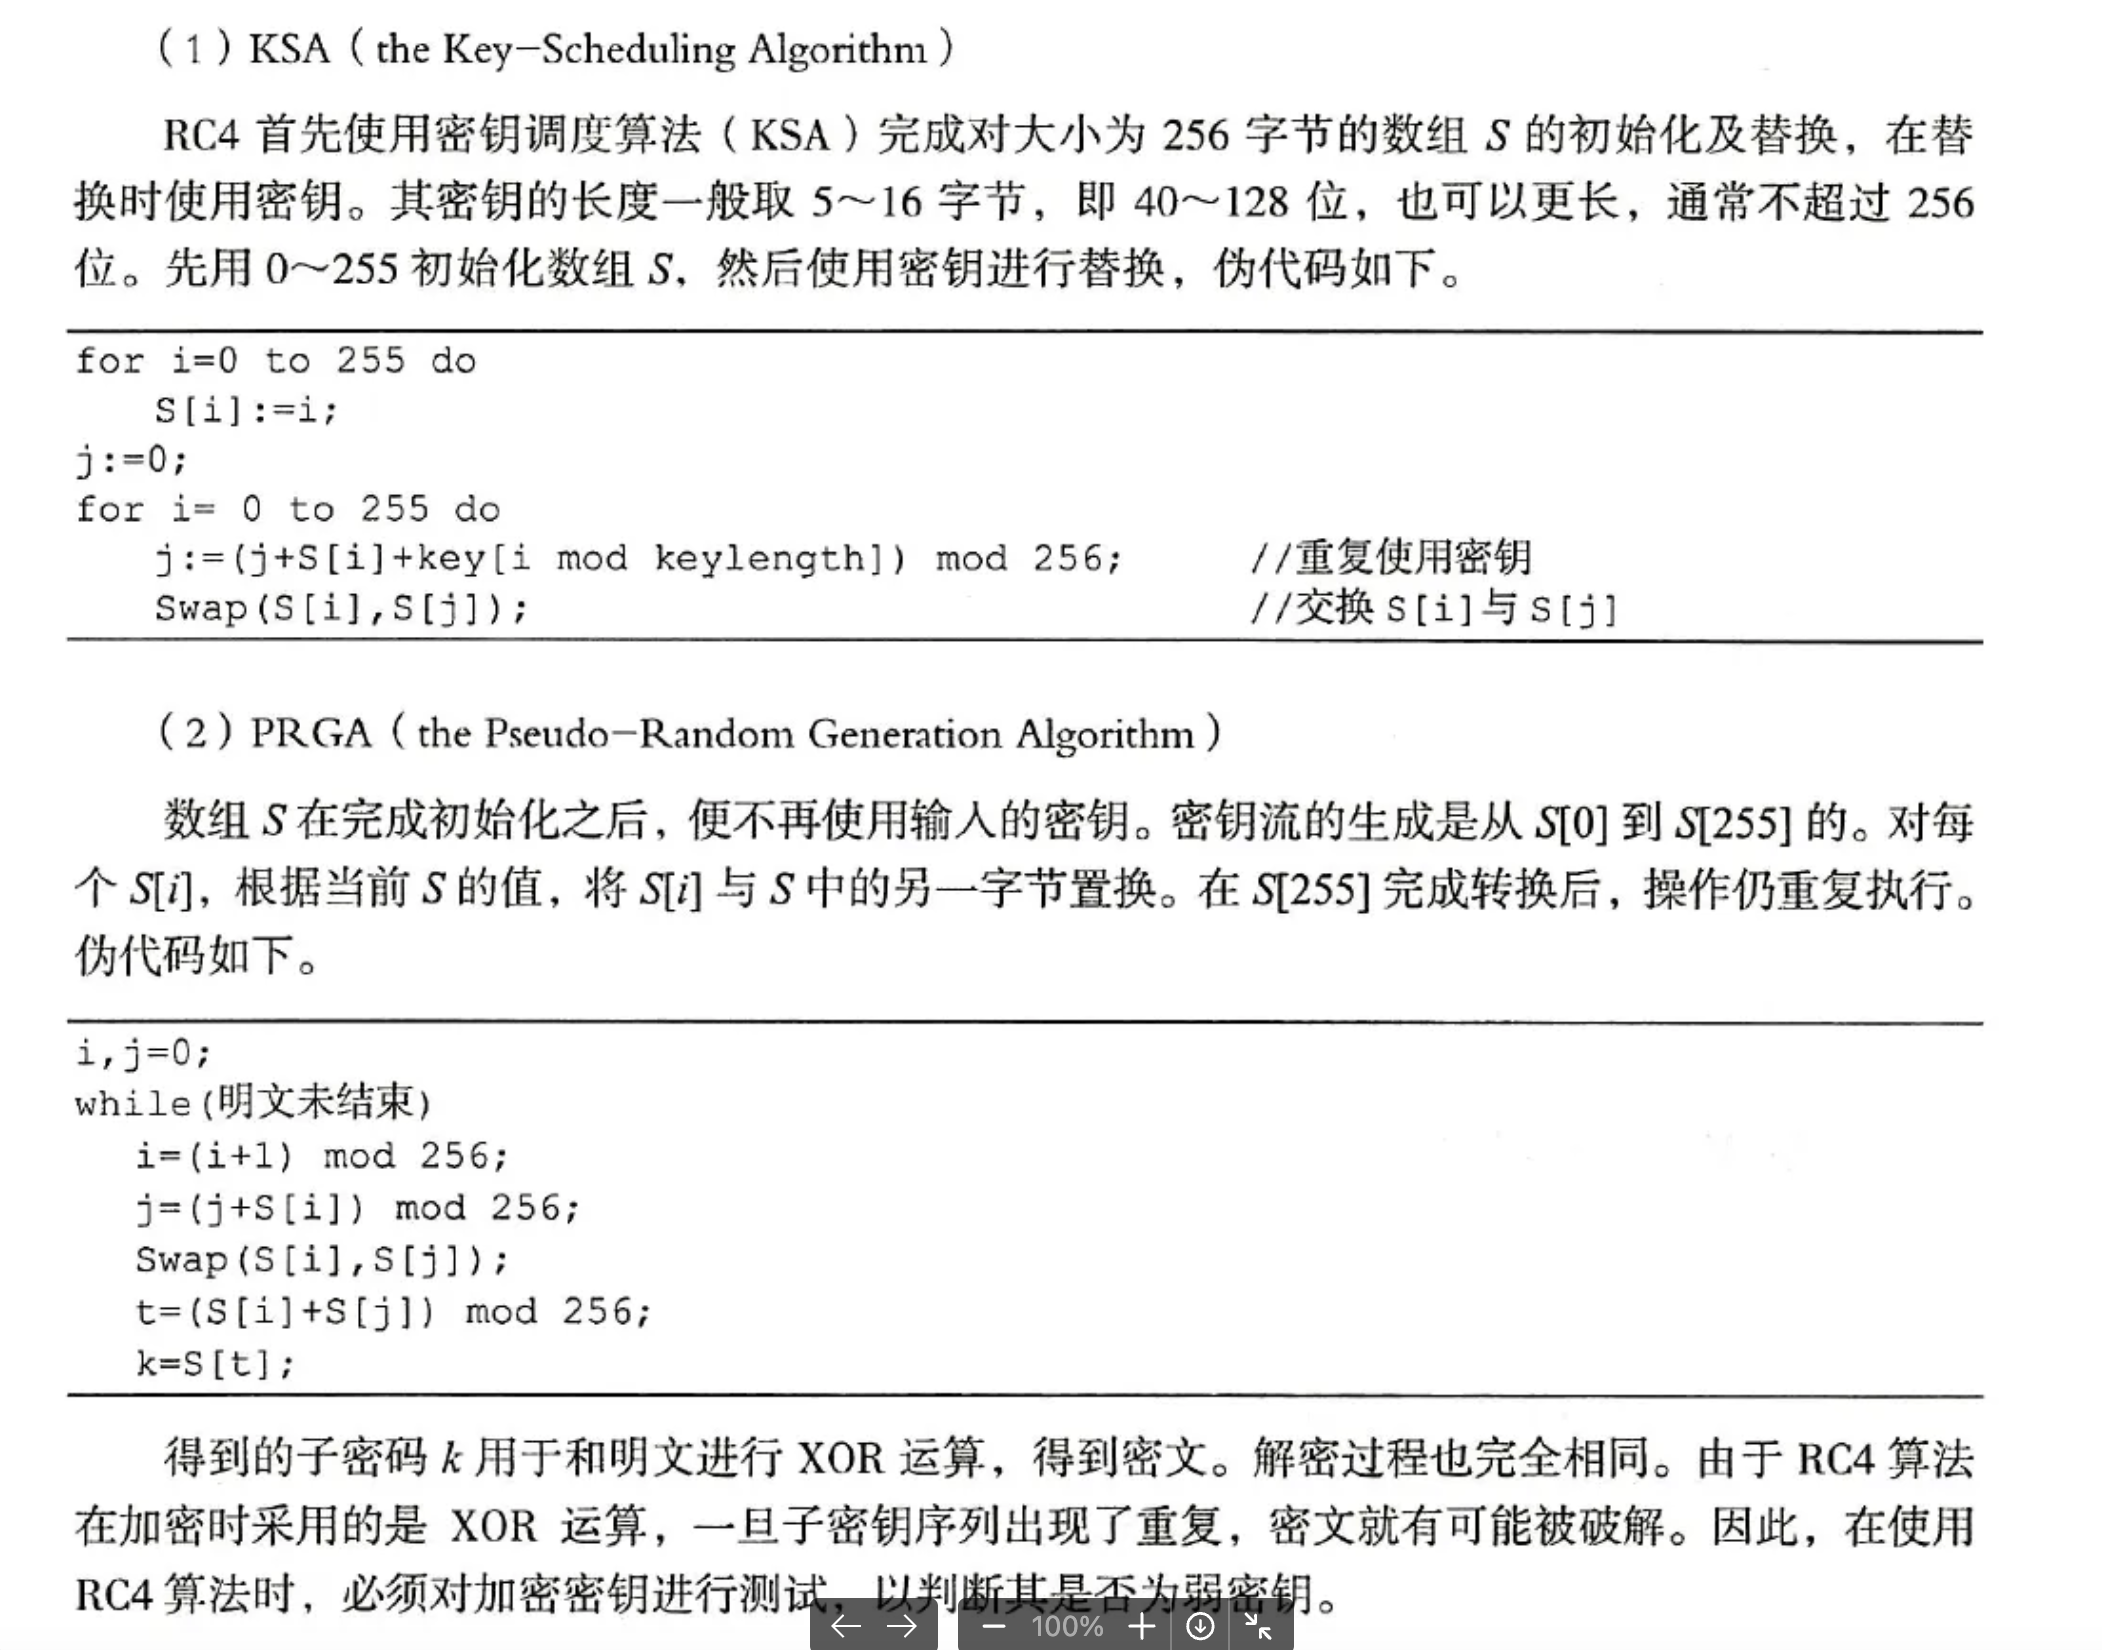 （1）KSA（the Key-Scheduling Algorithm）
RC4 首先使用密钥调度算法（KSA）完成对大小为 256 字节的数组 S 的初始化及替换，在替
换时使用密钥。其密钥的长度一般取 5～16 字节，即 40～128 位，也可以更长，通常不超过 256
位。先用 0～255 初始化数组 S，然后使用密钥进行替换，伪代码如下。
for i=0 to 255 do
S[i]:=i;
j:=0;
for i= 0 to 255 do
j:=(j+S[i]+key[i mod keylength]) mod 256; //重复使用密钥
Swap(S[i],S[j]); //交换 S[i]与 S[j]
（2）PRGA（the Pseudo-Random Generation Algorithm）
数组 S 在完成初始化之后，便不再使用输入的密钥。密钥流的生成是从 S[0] 到 S[255] 的。对每
个 S[i]，根据当前 S 的值，将 S[i] 与 S 中的另一字节置换。在 S[255] 完成转换后，操作仍重复执行。
伪代码如下。
i,j=0;
while(明文未结束)
i=(i+1) mod 256;
j=(j+S[i]) mod 256;
Swap(S[i],S[j]);
t=(S[i]+S[j]) mod 256;
k=S[t];
得到的子密码 k 用于和明文进行 XOR 运算，得到密文。解密过程也完全相同。由于 RC4 算法
在加密时采用的是 XOR 运算，一旦子密钥序列出现了重复，密文就有可能被破解。因此，在使用
RC4 算法时，必须对加密密钥进行测试，以判断其是否为弱密钥。
100%